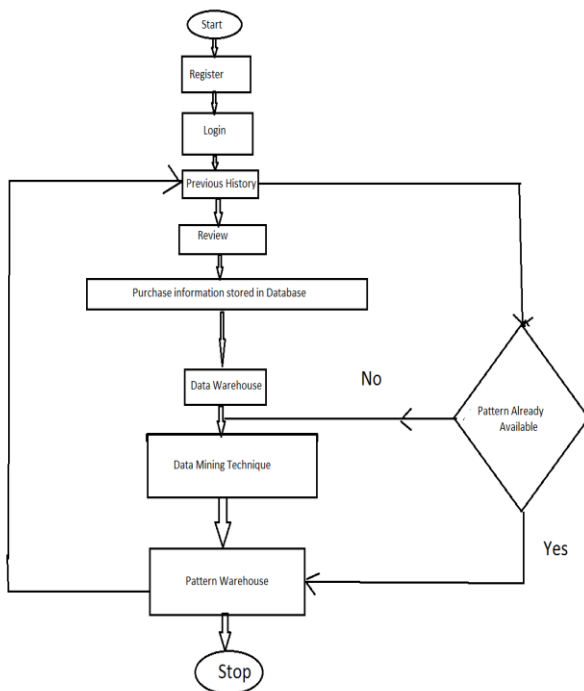 Start
Register
Login
Previous History
Review
Purchase information stored in Database
Data Warehouse
No
Pattern Already
Available
Data Mining Technique
Yes
Pattern Warehouse
Stop